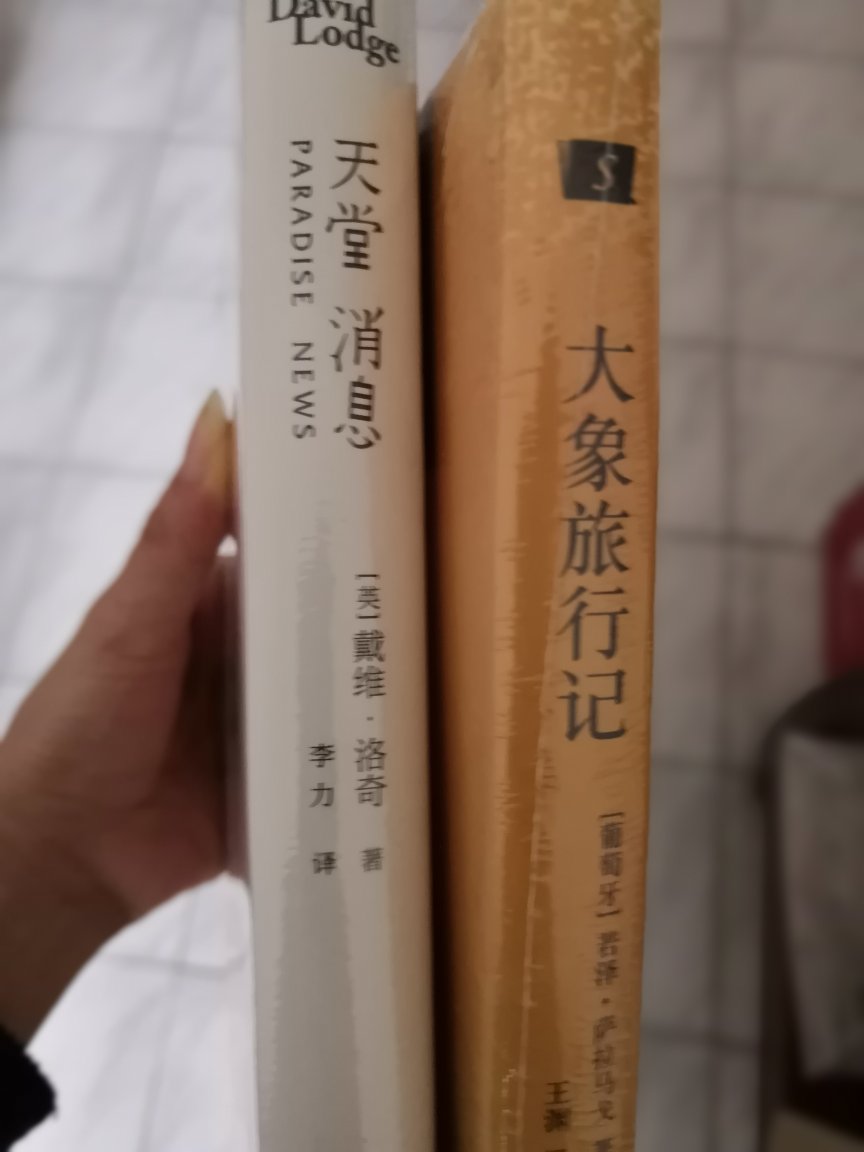 David
Lodge
天堂 消息
PARADISE NEWS
[英]戴维·洛奇 著
李力 译
S
大象旅行记
[葡萄牙]若泽·萨拉马戈
王渊